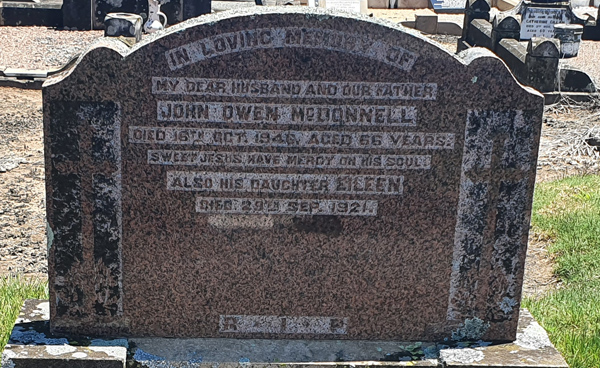 IN LOVING MEMORY OF
MY DEAR HUSBAND AND OUR FATHER
JOHN OWEN McDONNELL
DIED 16TH OCT. 1946, AGED 66 YEARS.
SWEET JESUS, HAVE MERCY ON HIS SOUL.
ALSO HIS DAUGHTER EILEEN
DIED 29TH SEP. 1921.
R I P